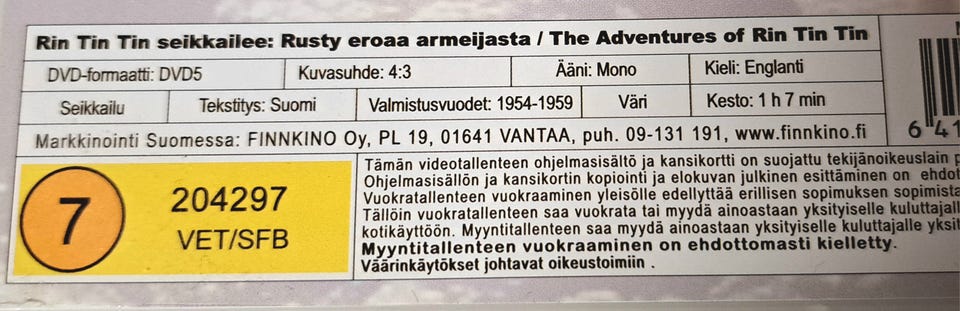 Rin Tin Tin seikkailee: Rusty eroaa armeijasta / The Adventures of Rin Tin Tin
DVD-formaatti: DVD5 Kuvasuhde: 4:3 Ääni: Mono Kieli: Englanti
Seikkailu Tekstitys: Suomi Valmistusvuodet: 1954-1959 Väri Kesto: 1 h 7 min
Markkinointi Suomessa: FINNKINO Oy, PL 19, 01641 VANTAA, puh. 09-131 191, www.finnkino.fi
6 41
7
204297
VET/SFB
Tämän videotallenteen ohjelmasisältö ja kansikortti on suojattu tekijänoikeuslain
Ohjelmasisällön ja kansikortin kopiointi ja elokuvan julkinen esittäminen on
Vuokratallenteen vuokraaminen yleisölle edellyttää erillisen sopimuksen
Tällöin vuokratallenteen saa vuokrata tai myydä ainoastaan yksityiselle
kotikäyttöön. Myyntitallenteen saa myydä ainoastaan yksityiselle kuluttajalle
Myyntitallenteen vuokraaminen on ehdottomasti kielletty.
Väärinkäytökset johtavat oikeustoimiin .